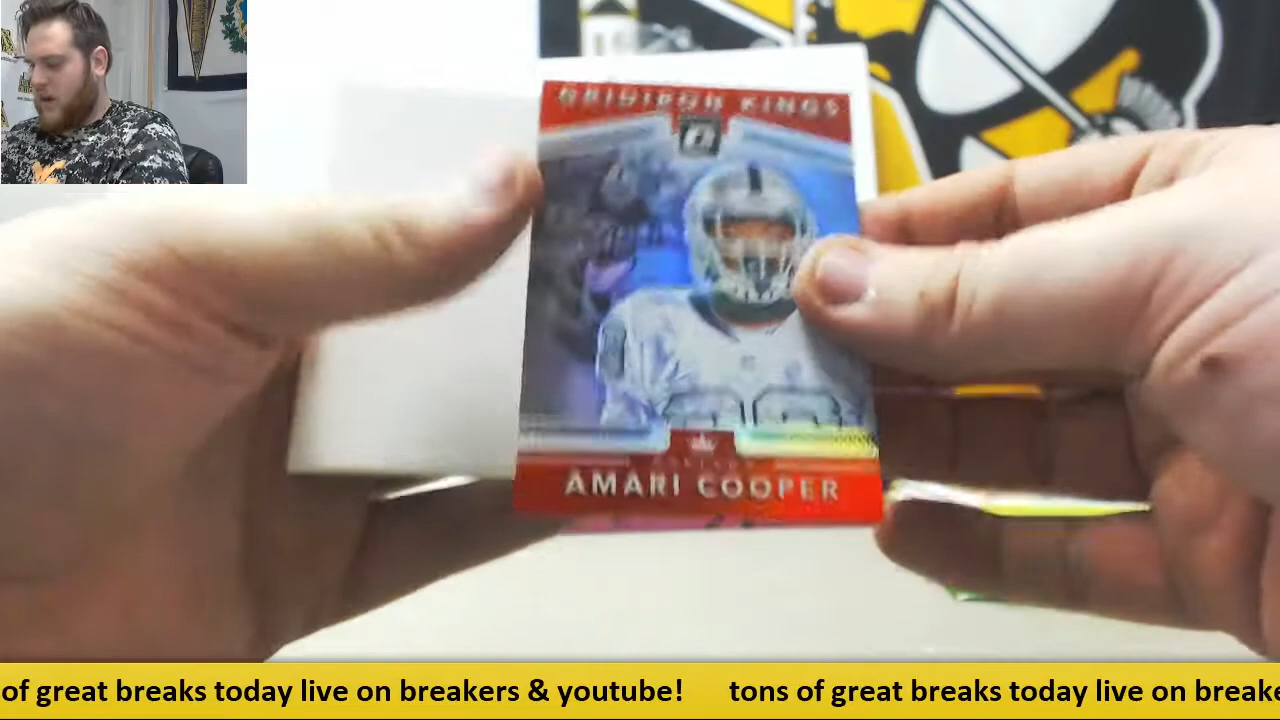 GRIDIRON KINGS
AMARI COOPER
of great breaks today live on breakers & youtube! tons of great breaks today live on breake